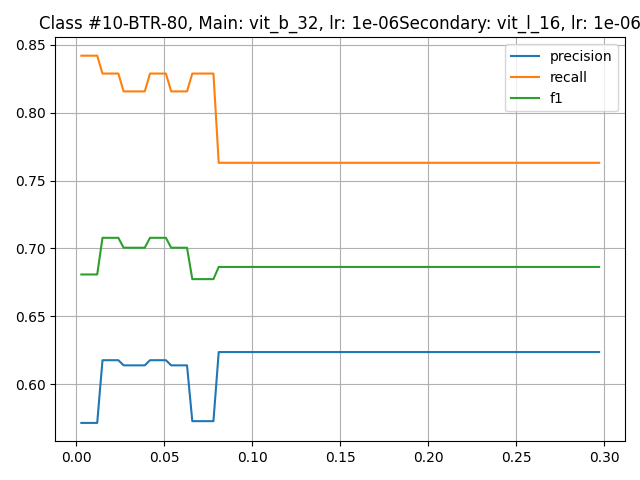 Class #10-BTR-80, Main: vit_b_32, lr: 1e-06Secondary: vit_l_16, lr: 1e-06
precision
recall
f1
0.85
0.80
0.75
0.70
0.65
0.60
0.00 0.05 0.10 0.15 0.20 0.25 0.30